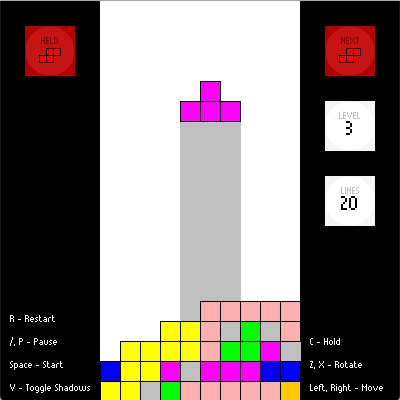 HELD
NEXT
LEVEL
3
LINES
20
R - Restart
/, P - Pause
Space - Start
V - Toggle Shadows
C - Hold
Z, X - Rotate
Left, Right - Move